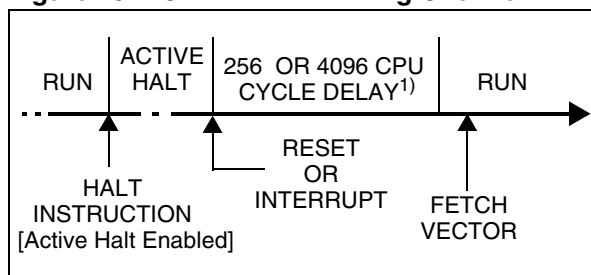 RUN
ACTIVE
HALT
256 OR 4096 CPU
CYCLE DELAY1)
RUN
HALT
INSTRUCTION
[Active Halt Enabled]
RESET
OR
INTERRUPT
FETCH
VECTOR